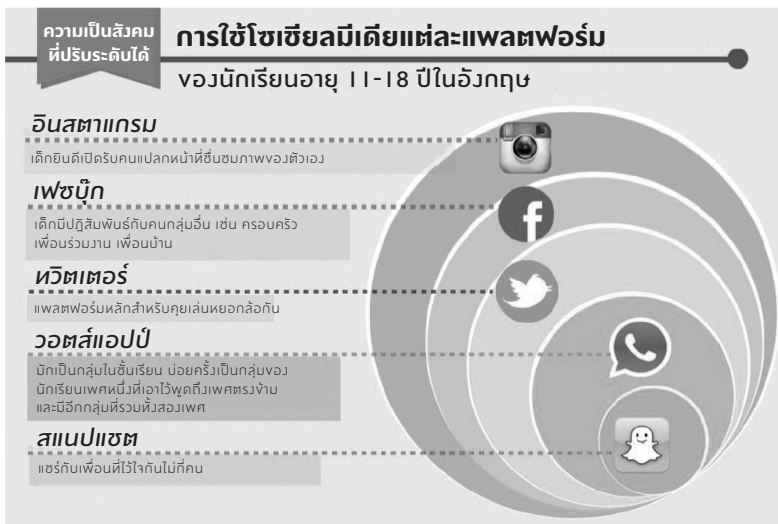 ความเป็นสังคม
ที่ปรับระดับได้
การใช้โซเชียลมีเดียแต่ละแพลตฟอร์ม
ของนักเรียนอายุ 11-18 ปีในอังกฤษ
อินสตาแกรม
เด็กยินดีเปิดรับคนแปลกหน้าที่ชื่นชมภาพของตัวเอง
เฟซบุ๊ก
เด็กมีปฏิสัมพันธ์กับคนกลุ่มอื่น เช่น ครอบครัว
เพื่อนร่วมงาน เพื่อนบ้าน
ทวิตเตอร์
แพลตฟอร์มหลักสำหรับคุยเล่นหยอกล้อกัน
วอตส์แอปป์
มักเป็นกลุ่มในชั้นเรียน บ่อยครั้งเป็นกลุ่มของ
นักเรียนเพศหนึ่งที่เอาไว้พูดถึงเพศตรงข้าม
และมีอีกกลุ่มที่รวมทั้งสองเพศ
สแนปแชต
แชร์กับเพื่อนที่ไว้ใจกันไม่กี่คน